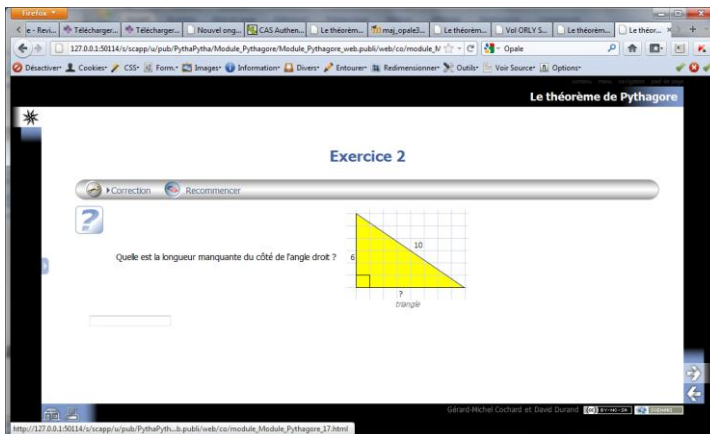 Firefox
e - Revi...
Télécharger...
Télécharger...
Nouvel ong...
CAS Authen...
Le théorèm...
maj_opale3...
Le théorèm...
Vol ORLY S...
Le théorèm...
Le théor...
127.0.0.1:50114/s/scapp/u/pub/PythaPytha/Module_Pythagore/Module_Pythagore_web.publi/web/co/module_M
Opale
Désactiver Cookies CSS Form. Images Information Divers Entourer Redimensionner Outils Voir Source Options
Le théorème de Pythagore
Exercice 2
Correction Recommencer
Quelle est la longueur manquante du côté de l'angle droit ?
10
6
?
triangle
Gérard-Michel Cochard et David Durand
BY-NC-SA
http://127.0.0.1:50114/s/scapp/u/pub/PythaPyth...b.publi/web/co/module_Module_Pythagore_17.html